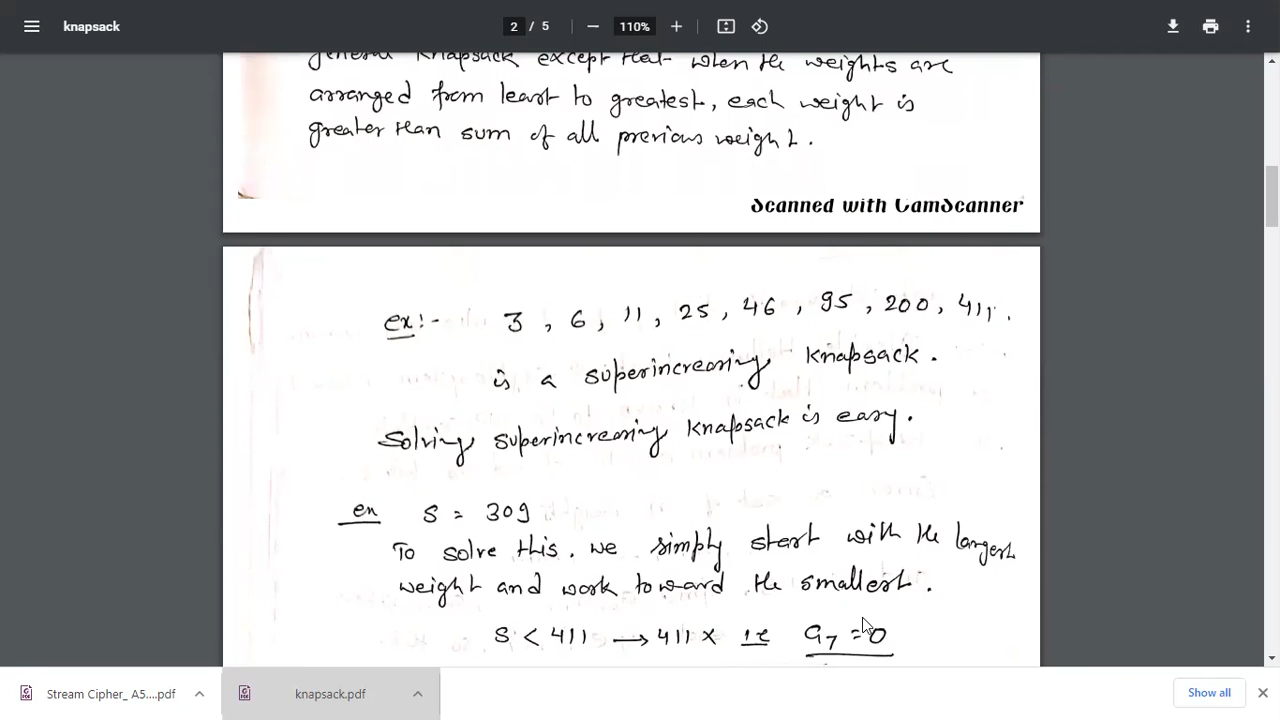 knapsack
2 / 5
110%
general knapsack except that when the weights are
arranged from least to greatest, each weight is
greater than sum of all previous weight.
Scanned with CamScanner
ex:- 3, 6, 11, 25, 46, 95, 200, 411.
is a superincreasing knapsack.
Solving superincreasing knapsack is easy.
ex S = 309
To solve this. we simply start with the largest
weight and work toward the smallest.
S < 411 → 411 x ie a7 = 0
Stream Cipher_ A5....pdf
knapsack.pdf
Show all